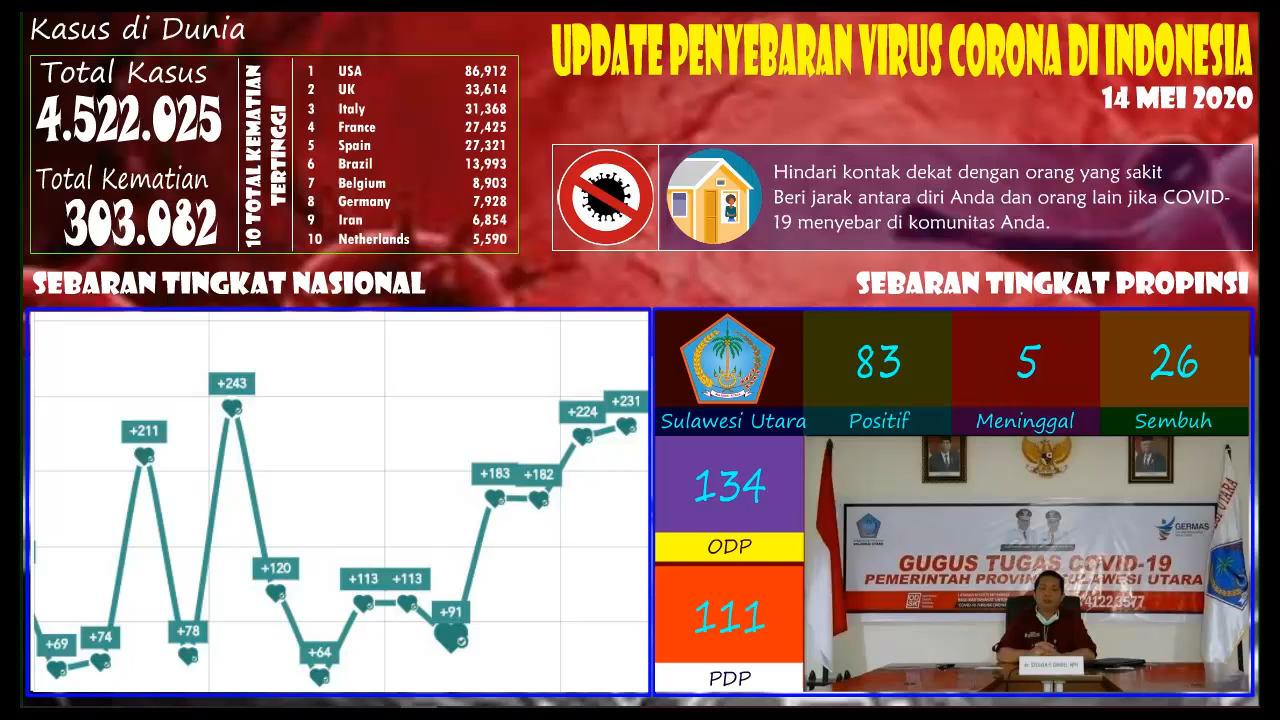 Kasus di Dunia
UPDATE PENYEBARAN VIRUS CORONA DI INDONESIA
14 MEI 2020
Total Kasus
4.522.025
Total Kematian
303.082
10 TOTAL KEMATIAN
TERTINGGI
1 USA 86,912
2 UK 33,614
3 Italy 31,368
4 France 27,425
5 Spain 27,321
6 Brazil 13,993
7 Belgium 8,903
8 Germany 7,928
9 Iran 6,854
10 Netherlands 5,590
Hindari kontak dekat dengan orang yang sakit
Beri jarak antara diri Anda dan orang lain jika COVID-
19 menyebar di komunitas Anda.
SEBARAN TINGKAT NASIONAL
SEBARAN TINGKAT PROPINSI
+69
+74
+211
+78
+243
+120
+64
+113
+113
+91
+183
+182
+224
+231
83
5
26
Sulawesi Utara
Positif
Meninggal
Sembuh
134
ODP
111
PDP
GERMAS
GUGUS TUGAS COVID-19
PEMERINTAH PROVIN SULAWESI UTARA